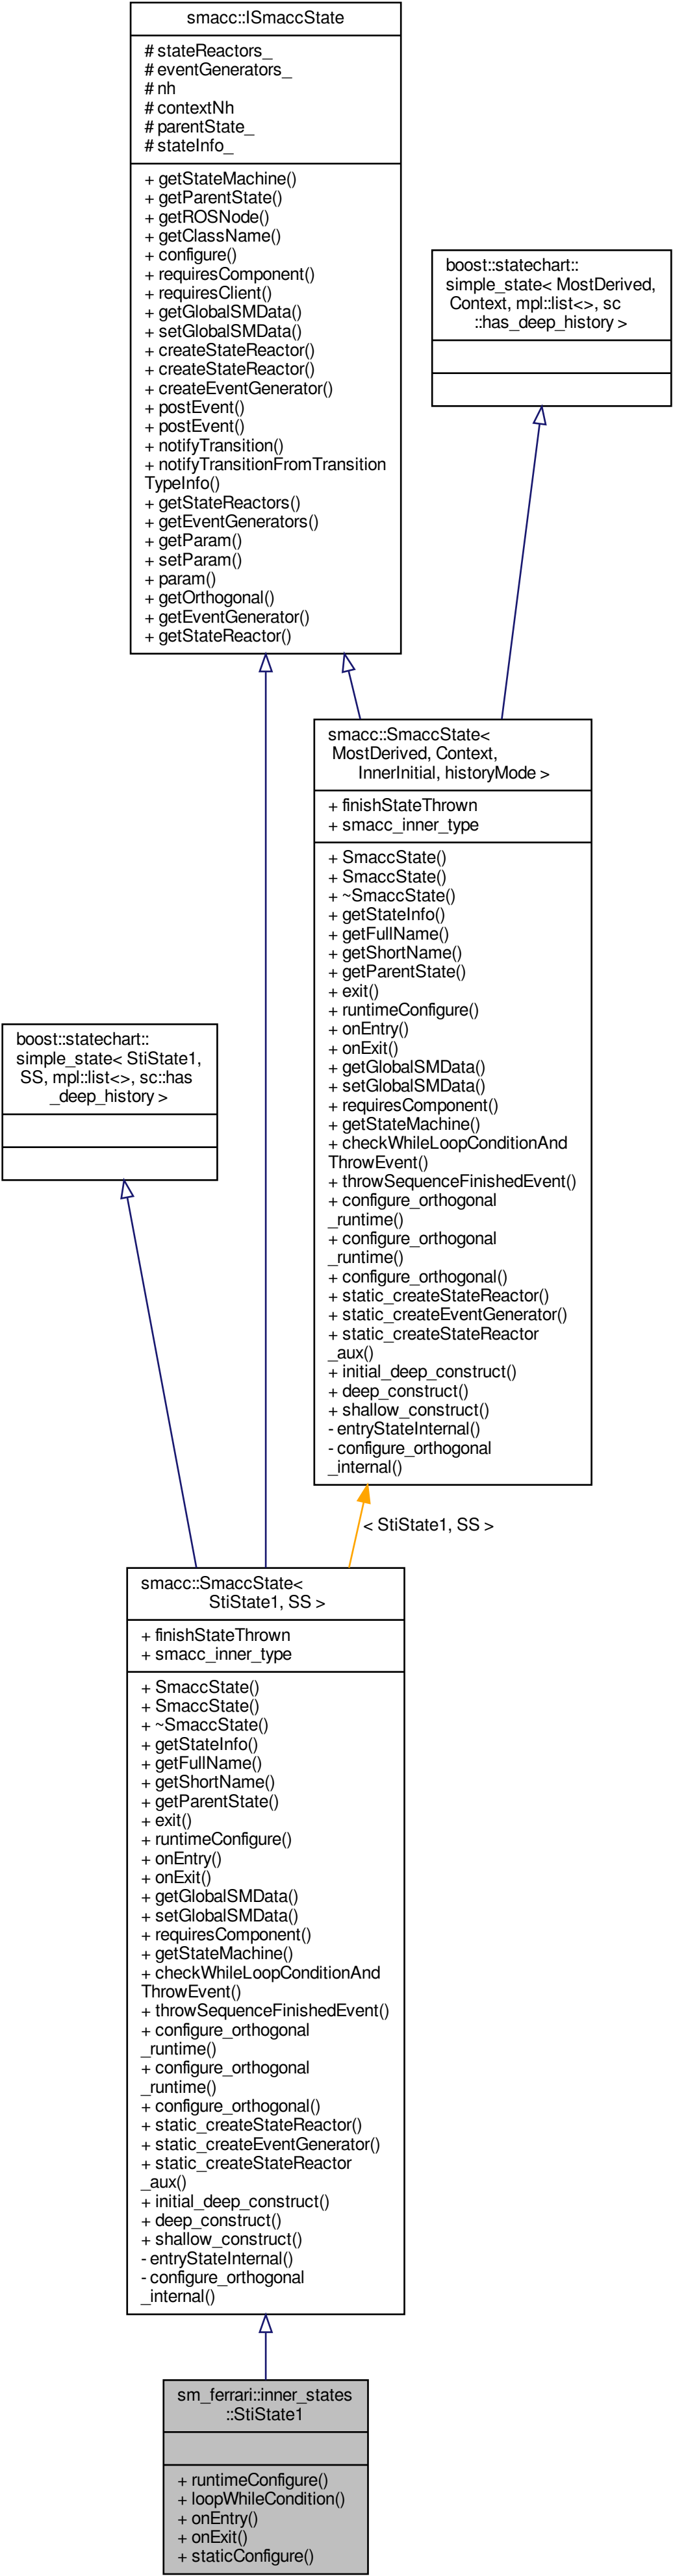 smacc::ISmaccState
# stateReactors_
# eventGenerators_
# nh
# contextNh
# parentState_
# stateInfo_
+ getStateMachine()
+ getParentState()
+ getROSNode()
+ getClassName()
+ configure()
+ requiresComponent()
+ requiresClient()
+ getGlobalSMData()
+ setGlobalSMData()
+ createStateReactor()
+ createStateReactor()
+ createEventGenerator()
+ postEvent()
+ postEvent()
+ notifyTransition()
+ notifyTransitionFromTransition
TypeInfo()
+ getStateReactors()
+ getEventGenerators()
+ getParam()
+ setParam()
+ param()
+ getOrthogonal()
+ getEventGenerator()
+ getStateReactor()
boost::statechart::
simple_state< MostDerived,
Context, mpl::list<>, sc
::has_deep_history >
smacc::SmaccState<
MostDerived, Context,
InnerInitial, historyMode >
+ finishStateThrown
+ smacc_inner_type
+ SmaccState()
+ SmaccState()
+ ~SmaccState()
+ getStateInfo()
+ getFullName()
+ getShortName()
+ getParentState()
+ exit()
+ runtimeConfigure()
+ onEntry()
+ onExit()
+ getGlobalSMData()
+ setGlobalSMData()
+ requiresComponent()
+ getStateMachine()
+ checkWhileLoopConditionAnd
ThrowEvent()
+ throwSequenceFinishedEvent()
+ configure_orthogonal
_runtime()
+ configure_orthogonal
_runtime()
+ configure_orthogonal()
+ static_createStateReactor()
+ static_createEventGenerator()
+ static_createStateReactor
_aux()
+ initial_deep_construct()
+ deep_construct()
+ shallow_construct()
- entryStateInternal()
- configure_orthogonal
_internal()
boost::statechart::
simple_state< StiState1,
SS, mpl::list<>, sc::has
_deep_history >
< StiState1, SS >
smacc::SmaccState<
StiState1, SS >
+ finishStateThrown
+ smacc_inner_type
+ SmaccState()
+ SmaccState()
+ ~SmaccState()
+ getStateInfo()
+ getFullName()
+ getShortName()
+ getParentState()
+ exit()
+ runtimeConfigure()
+ onEntry()
+ onExit()
+ getGlobalSMData()
+ setGlobalSMData()
+ requiresComponent()
+ getStateMachine()
+ checkWhileLoopConditionAnd
ThrowEvent()
+ throwSequenceFinishedEvent()
+ configure_orthogonal
_runtime()
+ configure_orthogonal
_runtime()
+ configure_orthogonal()
+ static_createStateReactor()
+ static_createEventGenerator()
+ static_createStateReactor
_aux()
+ initial_deep_construct()
+ deep_construct()
+ shallow_construct()
- entryStateInternal()
- configure_orthogonal
_internal()
sm_ferrari::inner_states
::StiState1
+ runtimeConfigure()
+ loopWhileCondition()
+ onEntry()
+ onExit()
+ staticConfigure()